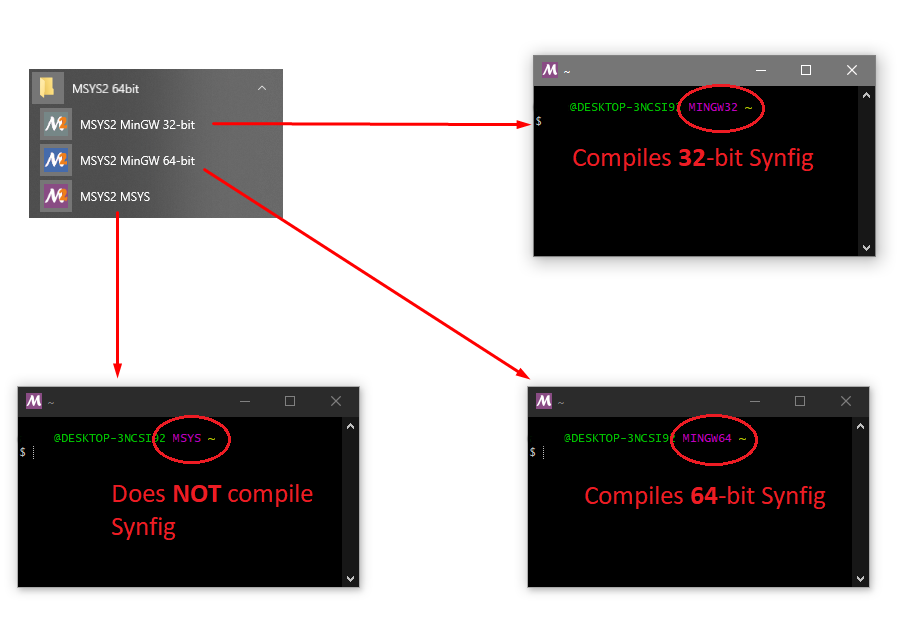 MSYS2 64bit
MSYS2 MinGW 32-bit
MSYS2 MinGW 64-bit
MSYS2 MSYS
~
@DESKTOP-3NCSI92 MINGW32 ~
$
Compiles 32-bit Synfig
~
@DESKTOP-3NCSI92 MSYS ~
$
Does NOT compile
Synfig
~
@DESKTOP-3NCSI92 MINGW64 ~
$
Compiles 64-bit Synfig